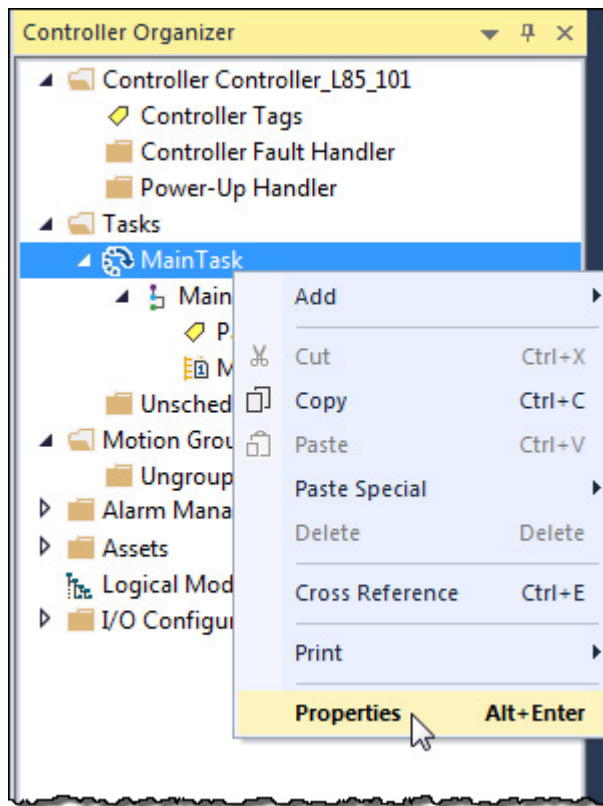 Controller Organizer
Controller Controller_L85_101
Controller Tags
Controller Fault Handler
Power-Up Handler
Tasks
MainTask
Main
P
M
Unsched
Motion Grou
Ungroup
Alarm Mana
Assets
Logical Mod
I/O Configu
Add
Cut Ctrl+X
Copy Ctrl+C
Paste Ctrl+V
Paste Special
Delete Delete
Cross Reference Ctrl+E
Print
Properties Alt+Enter